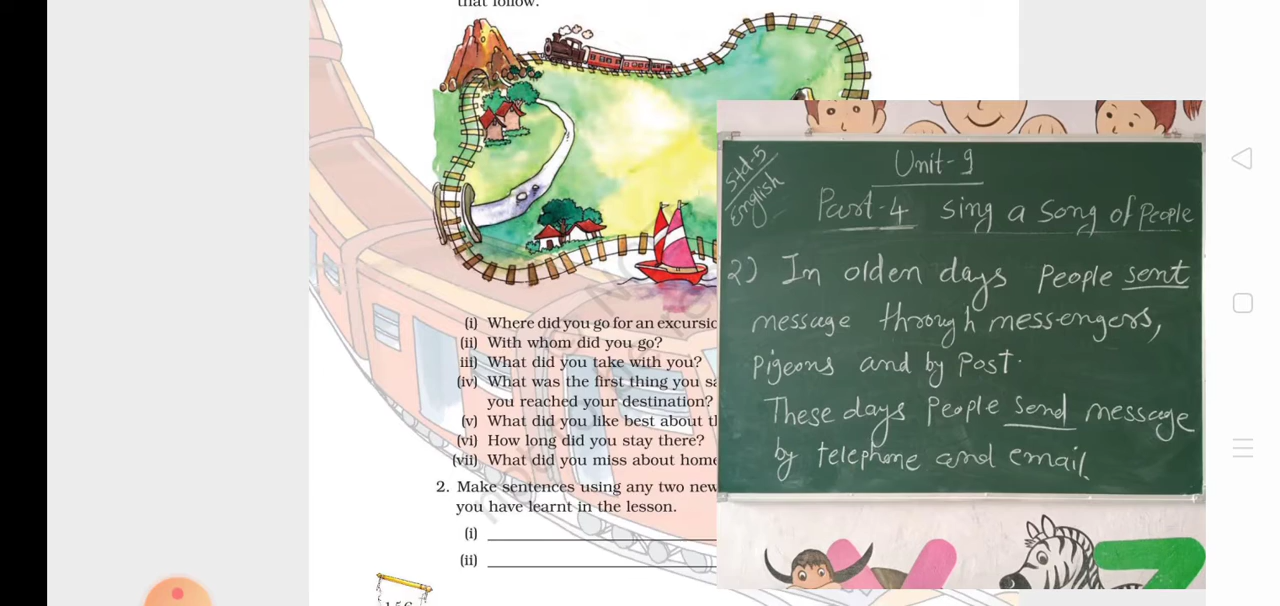 that follow.
(i) Where did you go for an excursio
(ii) With whom did you go?
iii) What did you take with you?
(iv) What was the first thing you sa
you reached your destination?
(v) What did you like best about t
(vi) How long did you stay there?
(vii) What did you miss about home
2. Make sentences using any two new
you have learnt in the lesson.
(i)
(ii)
156
Std-5
English
Unit-9
Part-4 Sing a Song of People
2) In olden days People sent
message through messengers,
Pigeons and by Post.
These days People send message
by telephone and email.